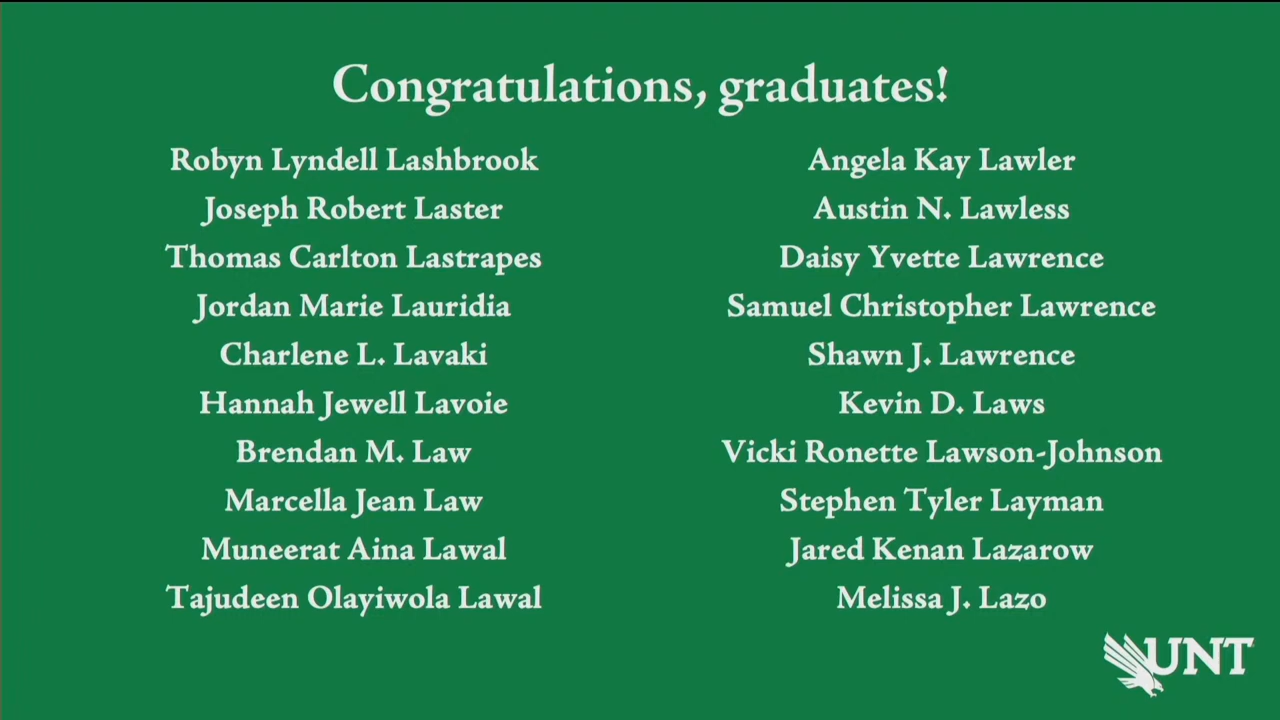 Congratulations, graduates!
Robyn Lyndell Lashbrook
Joseph Robert Laster
Thomas Carlton Lastrapes
Jordan Marie Lauridia
Charlene L. Lavaki
Hannah Jewell Lavoie
Brendan M. Law
Marcella Jean Law
Muneerat Aina Lawal
Tajudeen Olayiwola Lawal
Angela Kay Lawler
Austin N. Lawless
Daisy Yvette Lawrence
Samuel Christopher Lawrence
Shawn J. Lawrence
Kevin D. Laws
Vicki Ronette Lawson-Johnson
Stephen Tyler Layman
Jared Kenan Lazarow
Melissa J. Lazo
UNT